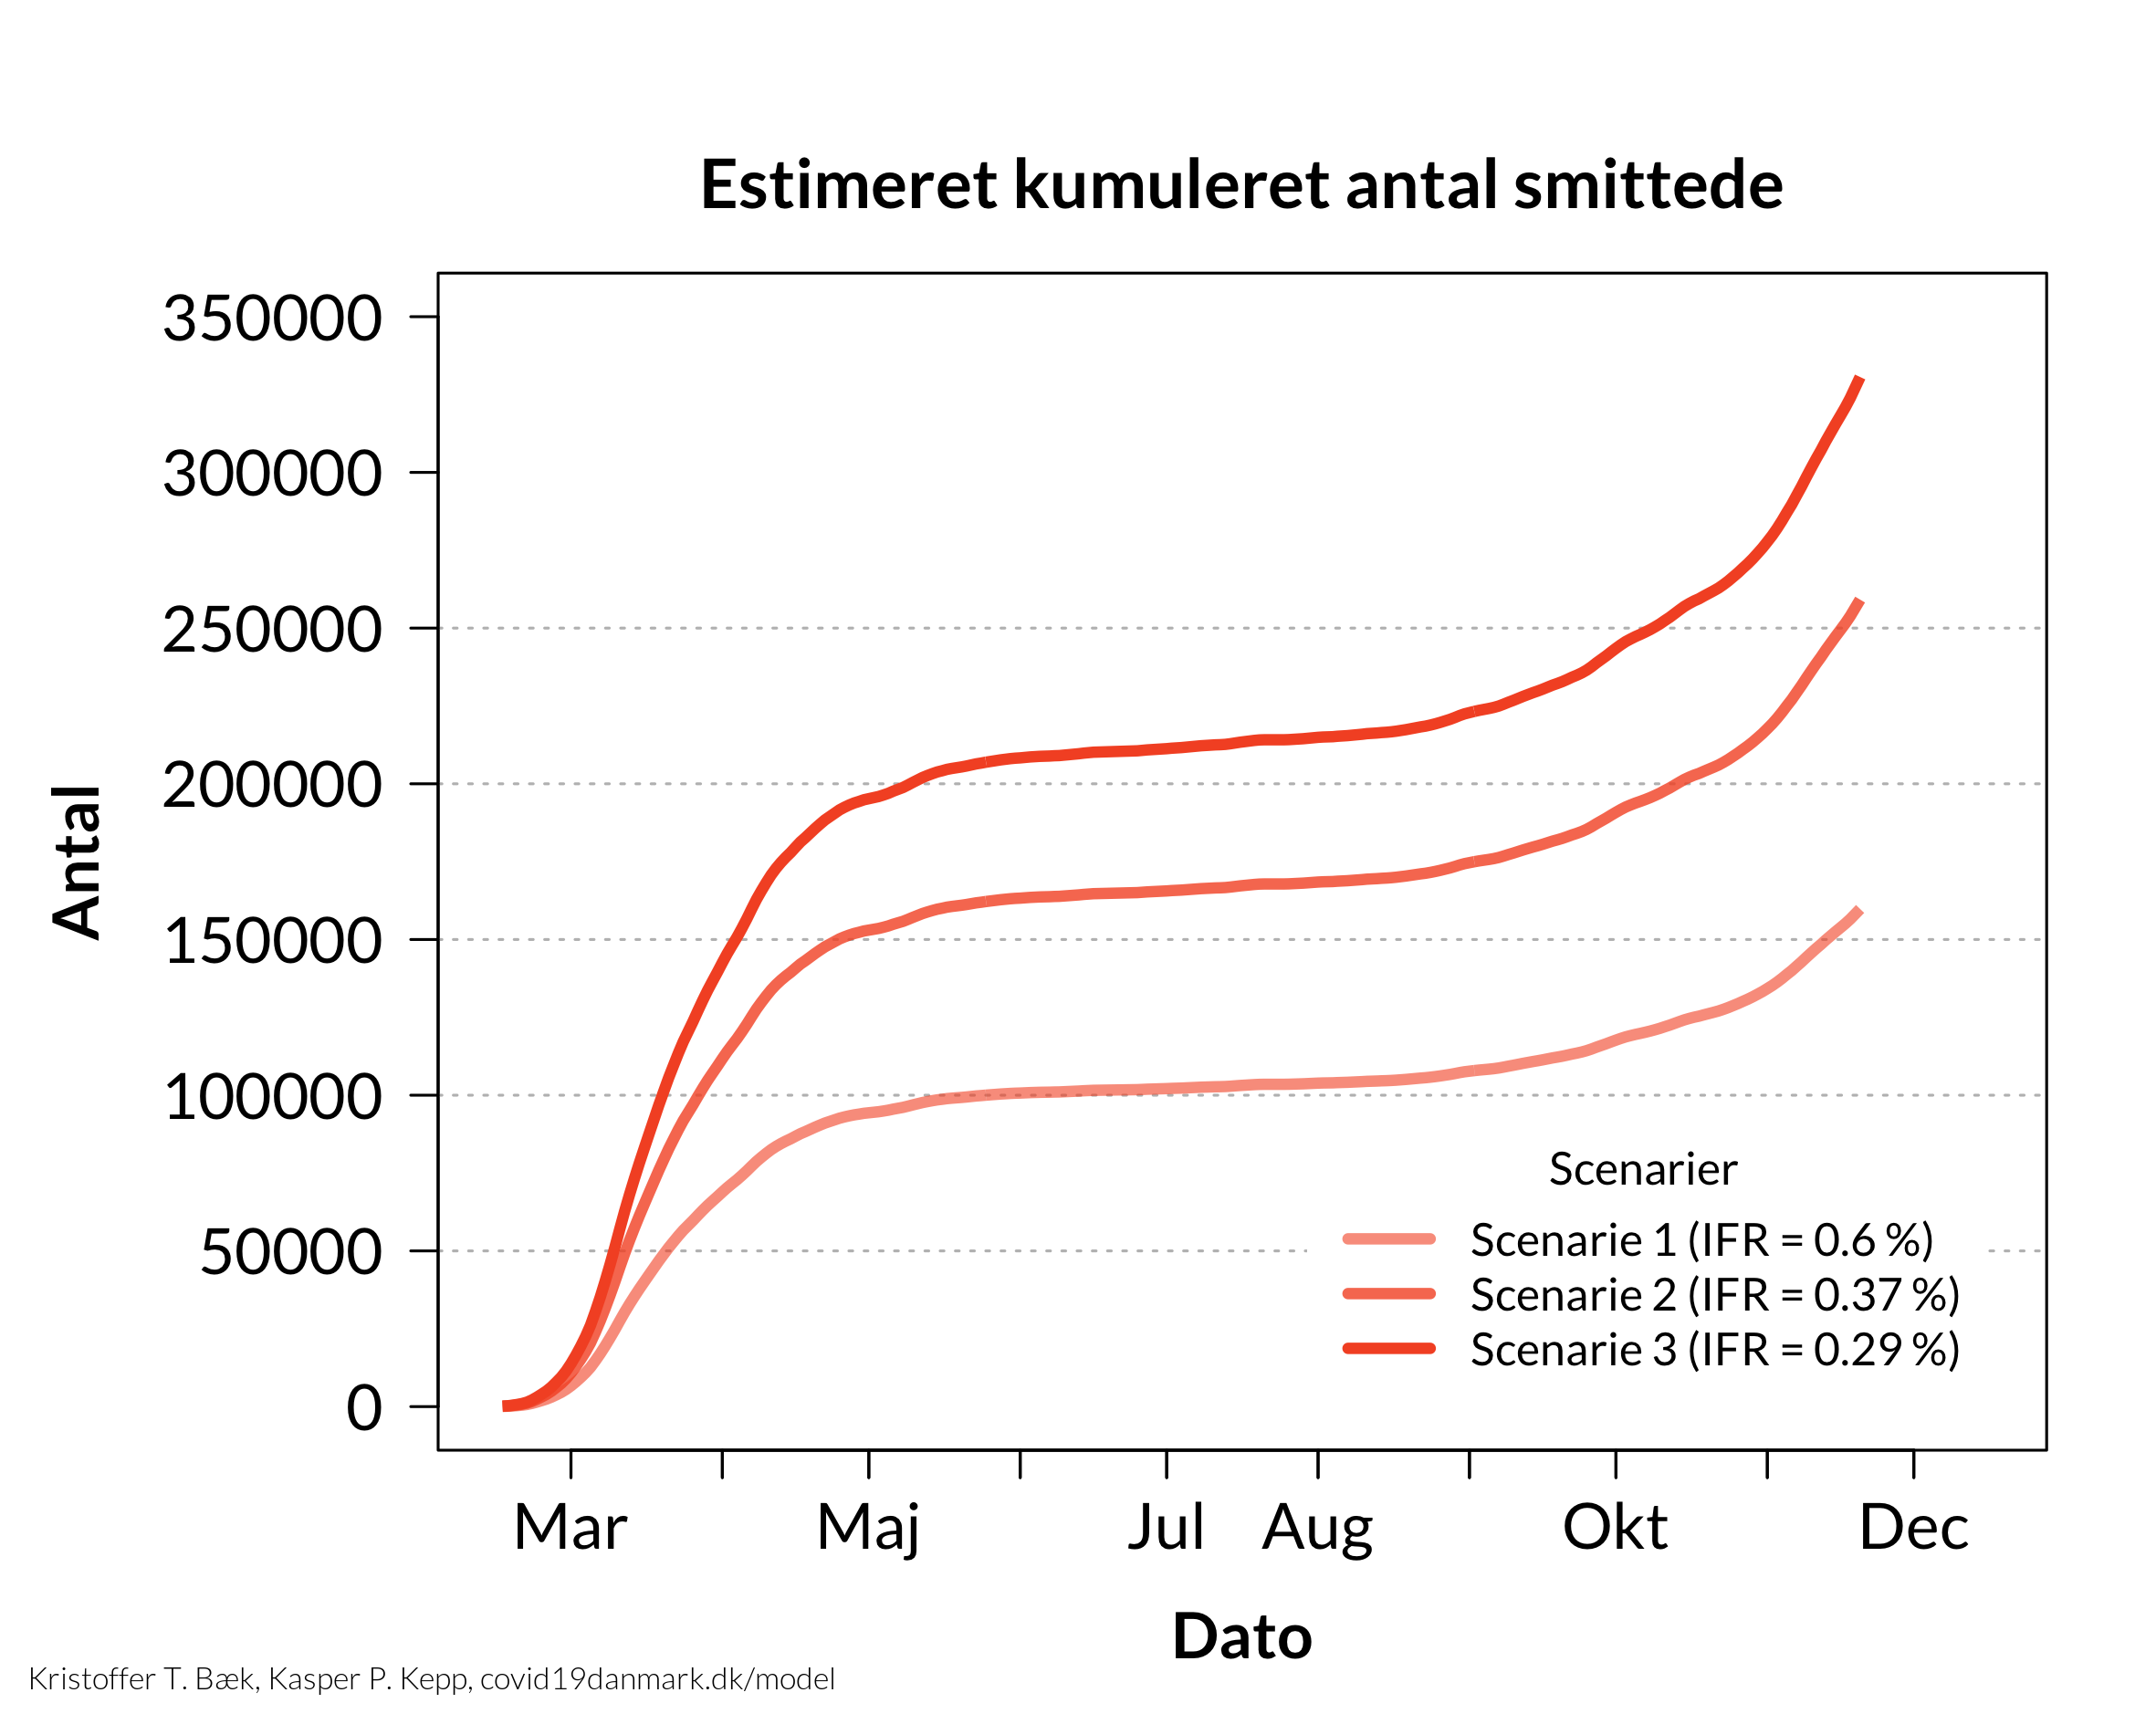 Estimeret kumuleret antal smittede
350000
300000
250000
200000
150000
100000
50000
0
Antal
Scenarier
Scenarie 1 (IFR = 0.6 %)
Scenarie 2 (IFR = 0.37 %)
Scenarie 3 (IFR = 0.29 %)
Mar Maj Jul Aug Okt Dec
Dato
Kristoffer T. Bæk, Kasper P. Kepp, covid19danmark.dk/model